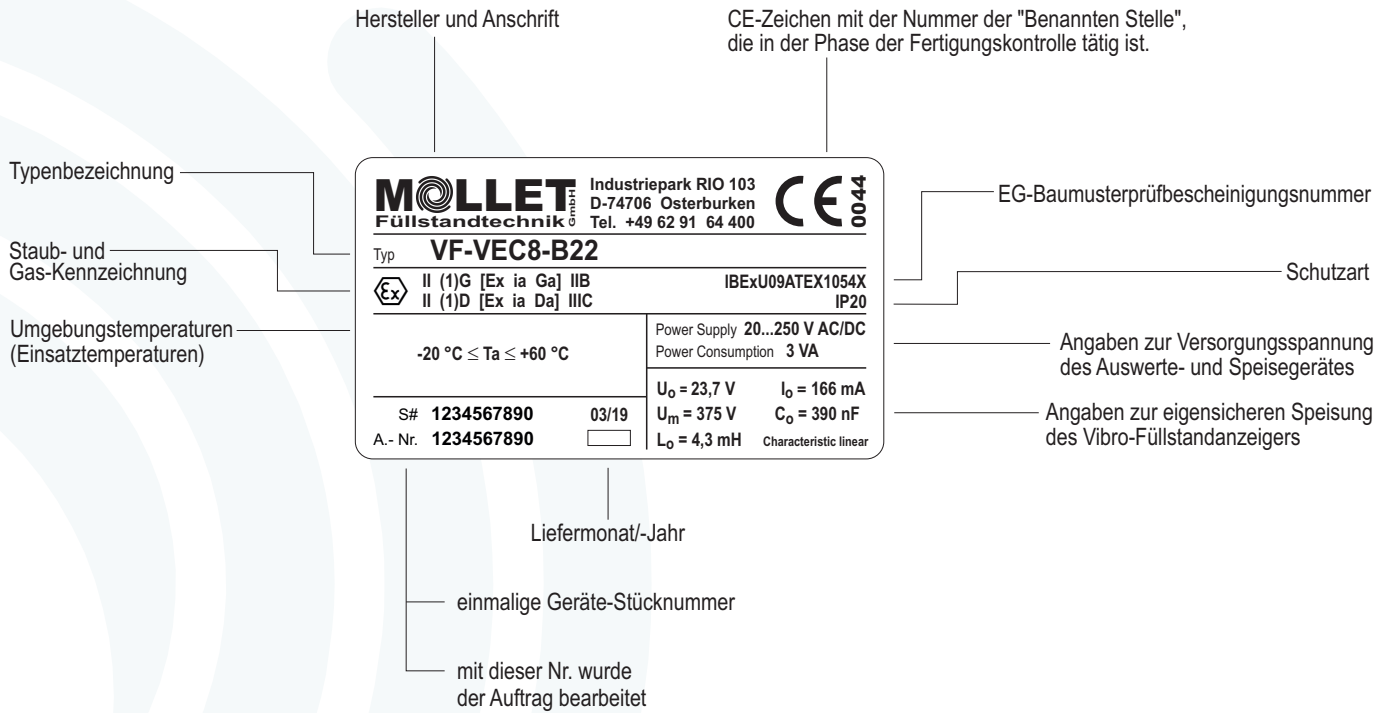 Hersteller und Anschrift
CE-Zeichen mit der Nummer der "Benannten Stelle",
die in der Phase der Fertigungskontrolle tätig ist.
Typenbezeichnung
Staub- und
Gas-Kennzeichnung
Umgebungstemperaturen
(Einsatztemperaturen)
MOLLET
Füllstandtechnik GmbH
Industriepark RIO 103
D-74706 Osterburken
Tel. +49 62 91 64 400
CE 0044
Typ VF-VEC8-B22
Ex
II (1)G [Ex ia Ga] IIB
II (1)D [Ex ia Da] IIIC
IBExU09ATEX1054X
IP20
-20 °C ≤ Ta ≤ +60 °C
Power Supply 20...250 V AC/DC
Power Consumption 3 VA
S# 1234567890 03/19
A.- Nr. 1234567890
Uo = 23,7 V Io = 166 mA
Um = 375 V Co = 390 nF
Lo = 4,3 mH Characteristic linear
EG-Baumusterprüfbescheinigungsnummer
Schutzart
Angaben zur Versorgungsspannung
des Auswerte- und Speisegerätes
Angaben zur eigensicheren Speisung
des Vibro-Füllstandanzeigers
Liefermonat/-Jahr
einmalige Geräte-Stücknummer
mit dieser Nr. wurde
der Auftrag bearbeitet